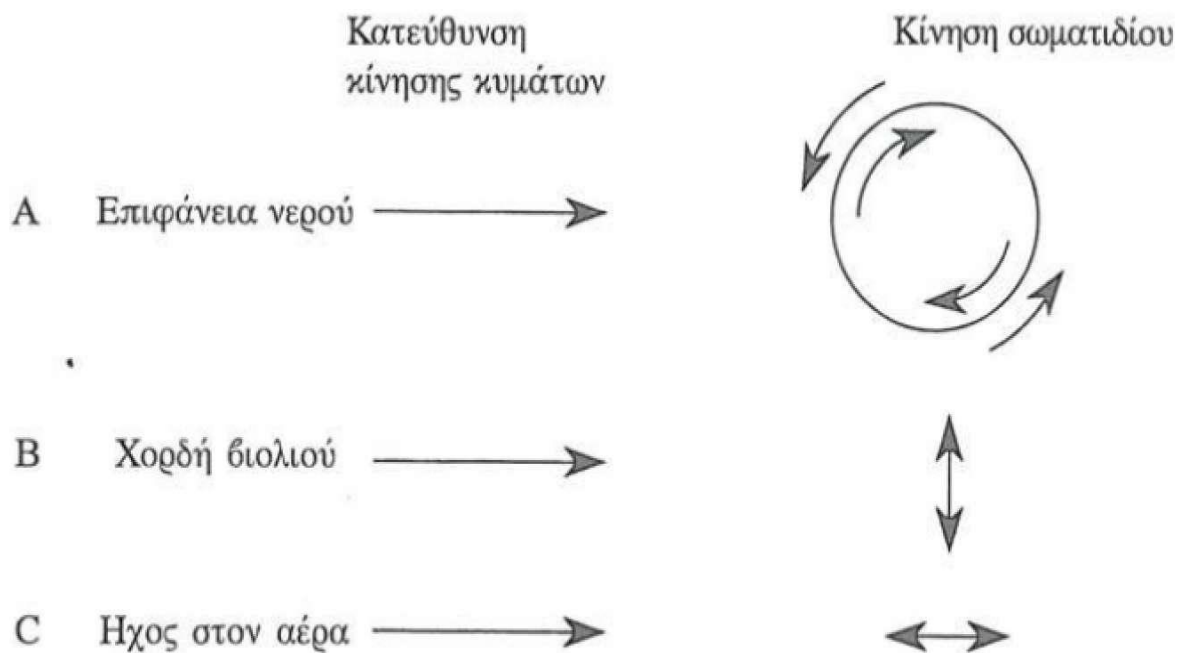 Κατεύθυνση
κίνησης κυμάτων
Κίνηση σωματιδίου
A Επιφάνεια νερού
B Χορδή βιολιού
C Ηχος στον αέρα